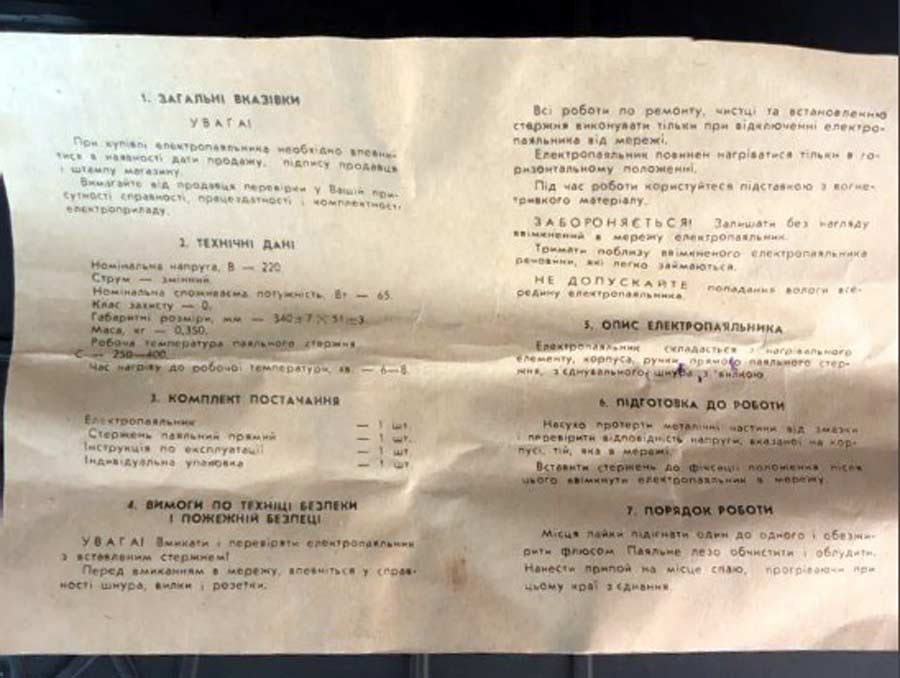 1. ЗАГАЛЬНІ ВКАЗІВКИ
УВАГА!
При купівлі електропаяльника необхідно впевни-
тися в наявності дати продажу, підпису продавця
і штампу магазину.
Вимагайте від продавця перевірки у Вашій при-
сутності справності, працездатності і комплектності
електроприладу.
2. ТЕХНІЧНІ ДАНІ
Номінальна напруга, В — 220.
Струм — змінний.
Номінальна споживаєма потужність, Вт — 65.
Клас захисту — 0.
Габаритні розміри, мм — 340±7×51±3.
Маса, кг — 0,350.
Робоча температура паяльного стержня
С — 250—400.
Час нагріву до робочої температури, хв. — 6—8.
3. КОМПЛЕКТ ПОСТАЧАННЯ
Електропаяльник — 1 шт.
Стержень паяльний прямий — 1 шт.
Інструкція по експлуатації — 1 шт.
Індивідуальна упаковка — 1 шт
4. ВИМОГИ ПО ТЕХНІЦІ БЕЗПЕКИ
І ПОЖЕЖНІЙ БЕЗПЕЦІ
УВАГА! Вмикати і перевіряти електропаяльник
з вставленим стержнем!
Перед вмиканням в мережу, впевніться у справ-
ності шнура, вилки і розетки.
Всі роботи по ремонту, чистці та встановленню
стержня виконувати тільки при відключенні електро-
паяльника від мережі.
Електропаяльник повинен нагріватися тільки в го-
ризонтальному положенні.
Під час роботи користуйтеся підставкою з вогне-
тривкого матеріалу.
ЗАБОРОНЯЄТЬСЯ! Залишати без нагляду
ввімкнений в мережу електропаяльник.
Тримати поблизу ввімкненого електропаяльника
речовини, які легко займаються.
НЕ ДОПУСКАЙТЕ попадання вологи все-
редину електропаяльника.
5. ОПИС ЕЛЕКТРОПАЯЛЬНИКА
Електропаяльник складається з нагрівального
елементу, корпуса, ручки, прямого паяльного стер-
жня, з'єднувального шнура, з вилкою.
6. ПІДГОТОВКА ДО РОБОТИ
Насухо протерти металічні частини від змазки
і перевірити відповідність напруги, вказаної на кор-
пусі, тій, яка в мережі.
Вставити стержень до фіксації положення після
цього ввімкнути електропаяльник в мережу.
7. ПОРЯДОК РОБОТИ
Місця пайки підігнати один до одного і обезжи-
рити флюсом. Паяльне лезо обчистити і облудити.
Нанести припой на місце спаю, прогріваючи при
цьому краї з'єднання.